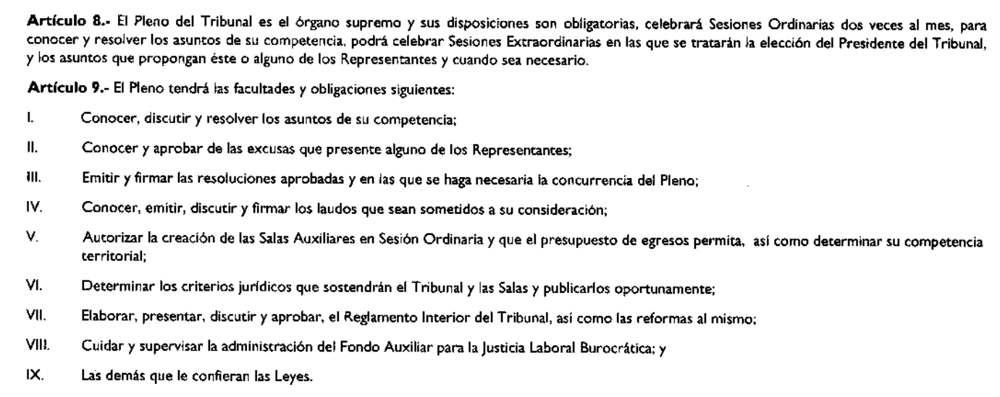 Artículo 8.- El Pleno del Tribunal es el órgano supremo y sus disposiciones son obligatorias, celebrará Sesiones Ordinarias dos veces al mes, para
conocer y resolver los asuntos de su competencia, podrá celebrar Sesiones Extraordinarias en las que se tratarán la elección del Presidente del Tribunal,
y los asuntos que propongan éste o alguno de los Representantes y cuando sea necesario.
Artículo 9.- El Pleno tendrá las facultades y obligaciones siguientes:
I. Conocer, discutir y resolver los asuntos de su competencia;
II. Conocer y aprobar de las excusas que presente alguno de los Representantes;
III. Emitir y firmar las resoluciones aprobadas y en las que se haga necesaria la concurrencia del Pleno;
IV. Conocer, emitir, discutir y firmar los laudos que sean sometidos a su consideración;
V. Autorizar la creación de las Salas Auxiliares en Sesión Ordinaria y que el presupuesto de egresos permita, así como determinar su competencia
territorial;
VI. Determinar los criterios jurídicos que sostendrán el Tribunal y las Salas y publicarlos oportunamente;
VII. Elaborar, presentar, discutir y aprobar, el Reglamento Interior del Tribunal, así como las reformas al mismo;
VIII. Cuidar y supervisar la administración del Fondo Auxiliar para la Justicia Laboral Burocrática; y
IX. Las demás que le confieran las Leyes.